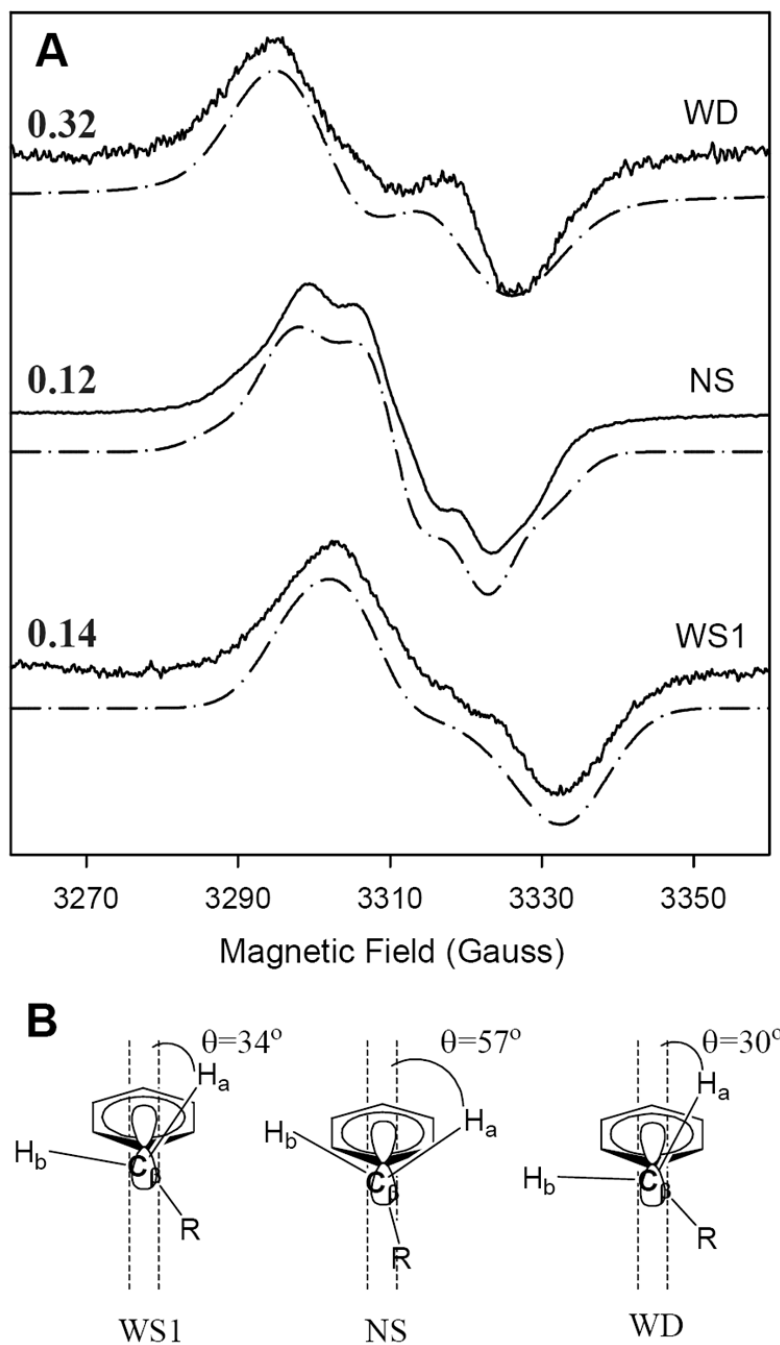 A
0.32
WD
0.12
NS
0.14
WS1
3270 3290 3310 3330 3350
Magnetic Field (Gauss)
B
θ=34° θ=57° θ=30°
Ha Ha Ha
Hb Hb Hb
Cβ Cβ Cβ
R R R
WS1 NS WD